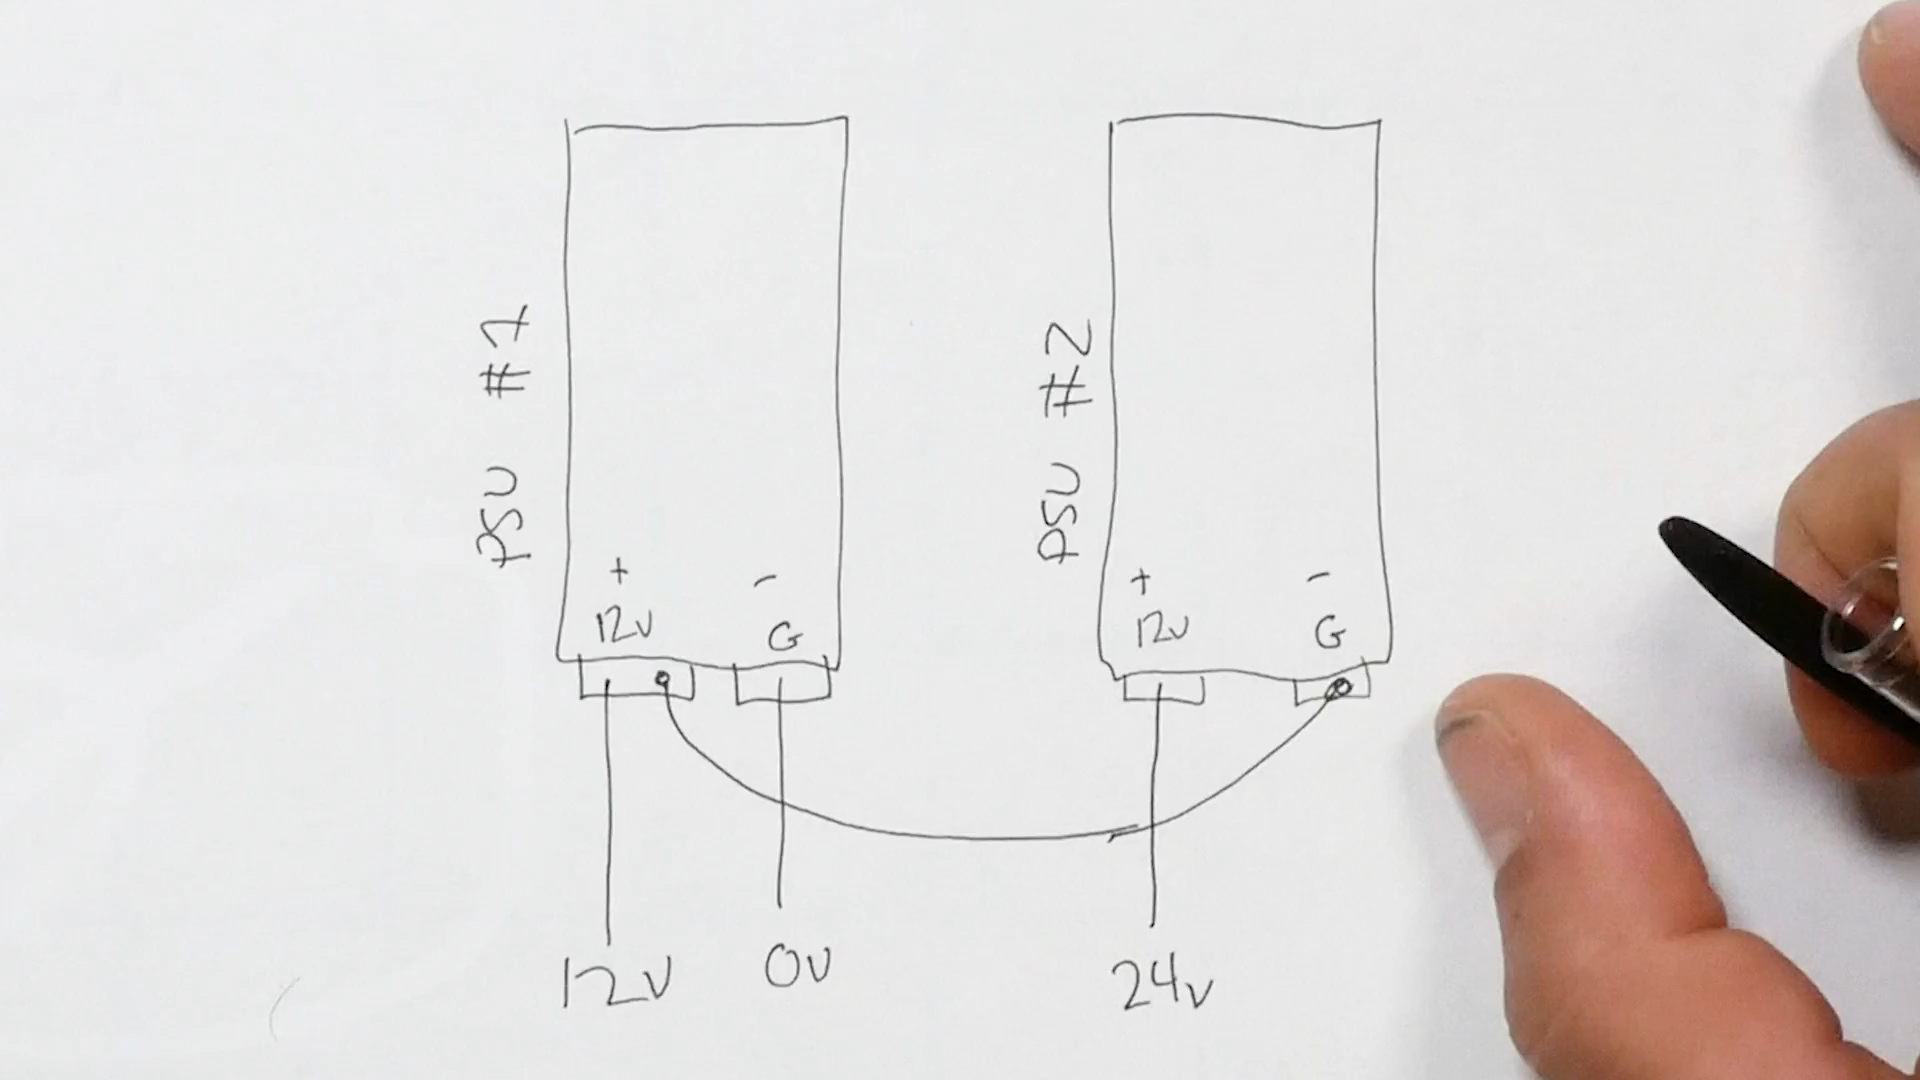 PSU #1
+ -
12V G
PSU #2
+ -
12V G
12V 0V
24V